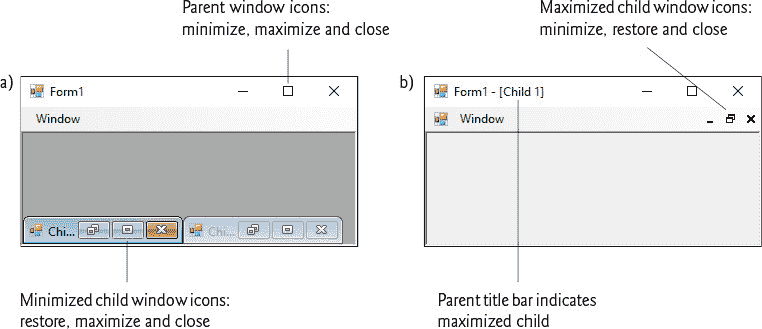 Parent window icons:
minimize, maximize and close
Maximized child window icons:
minimize, restore and close
a)
Form1
Window
Chi...
Chi...
b)
Form1 - [Child 1]
Window
Minimized child window icons:
restore, maximize and close
Parent title bar indicates
maximized child